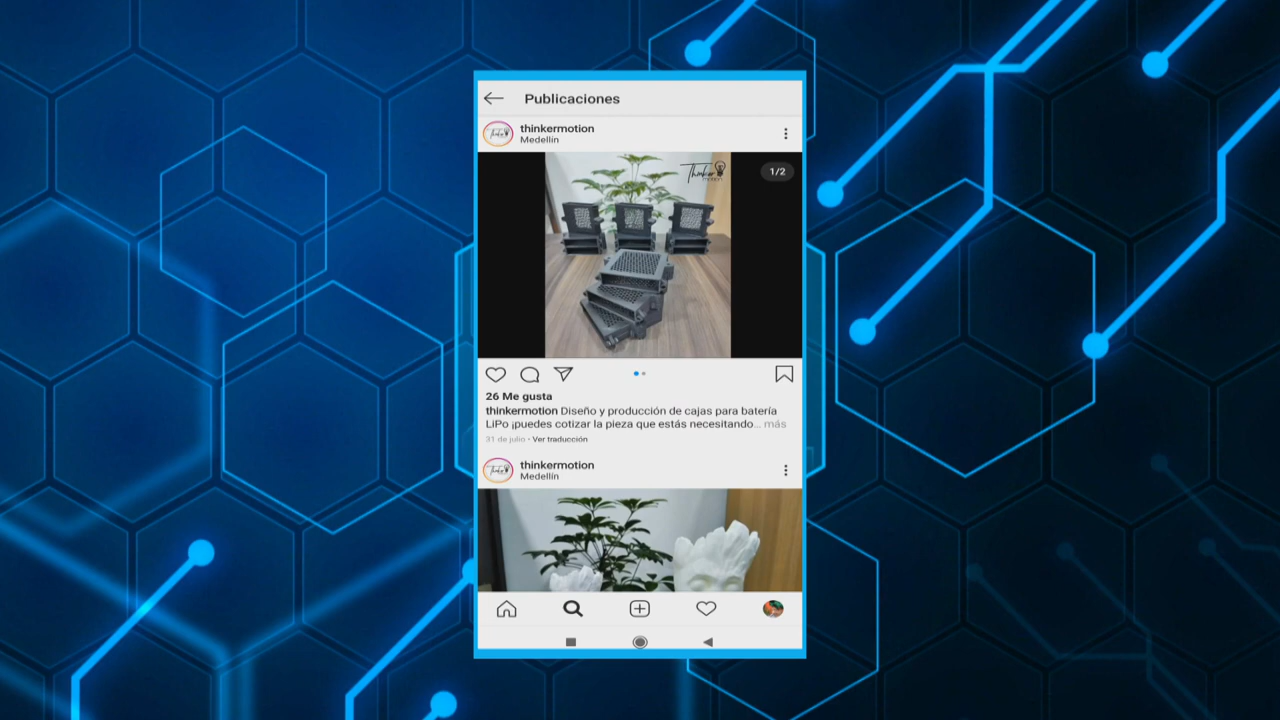 Publicaciones
thinkermotion
Medellín
Thinker
1/2
26 Me gusta
thinkermotion Diseño y producción de cajas para batería
LiPo ¡puedes cotizar la pieza que estás necesitando... más
31 de julio · Ver traducción
thinkermotion
Medellín